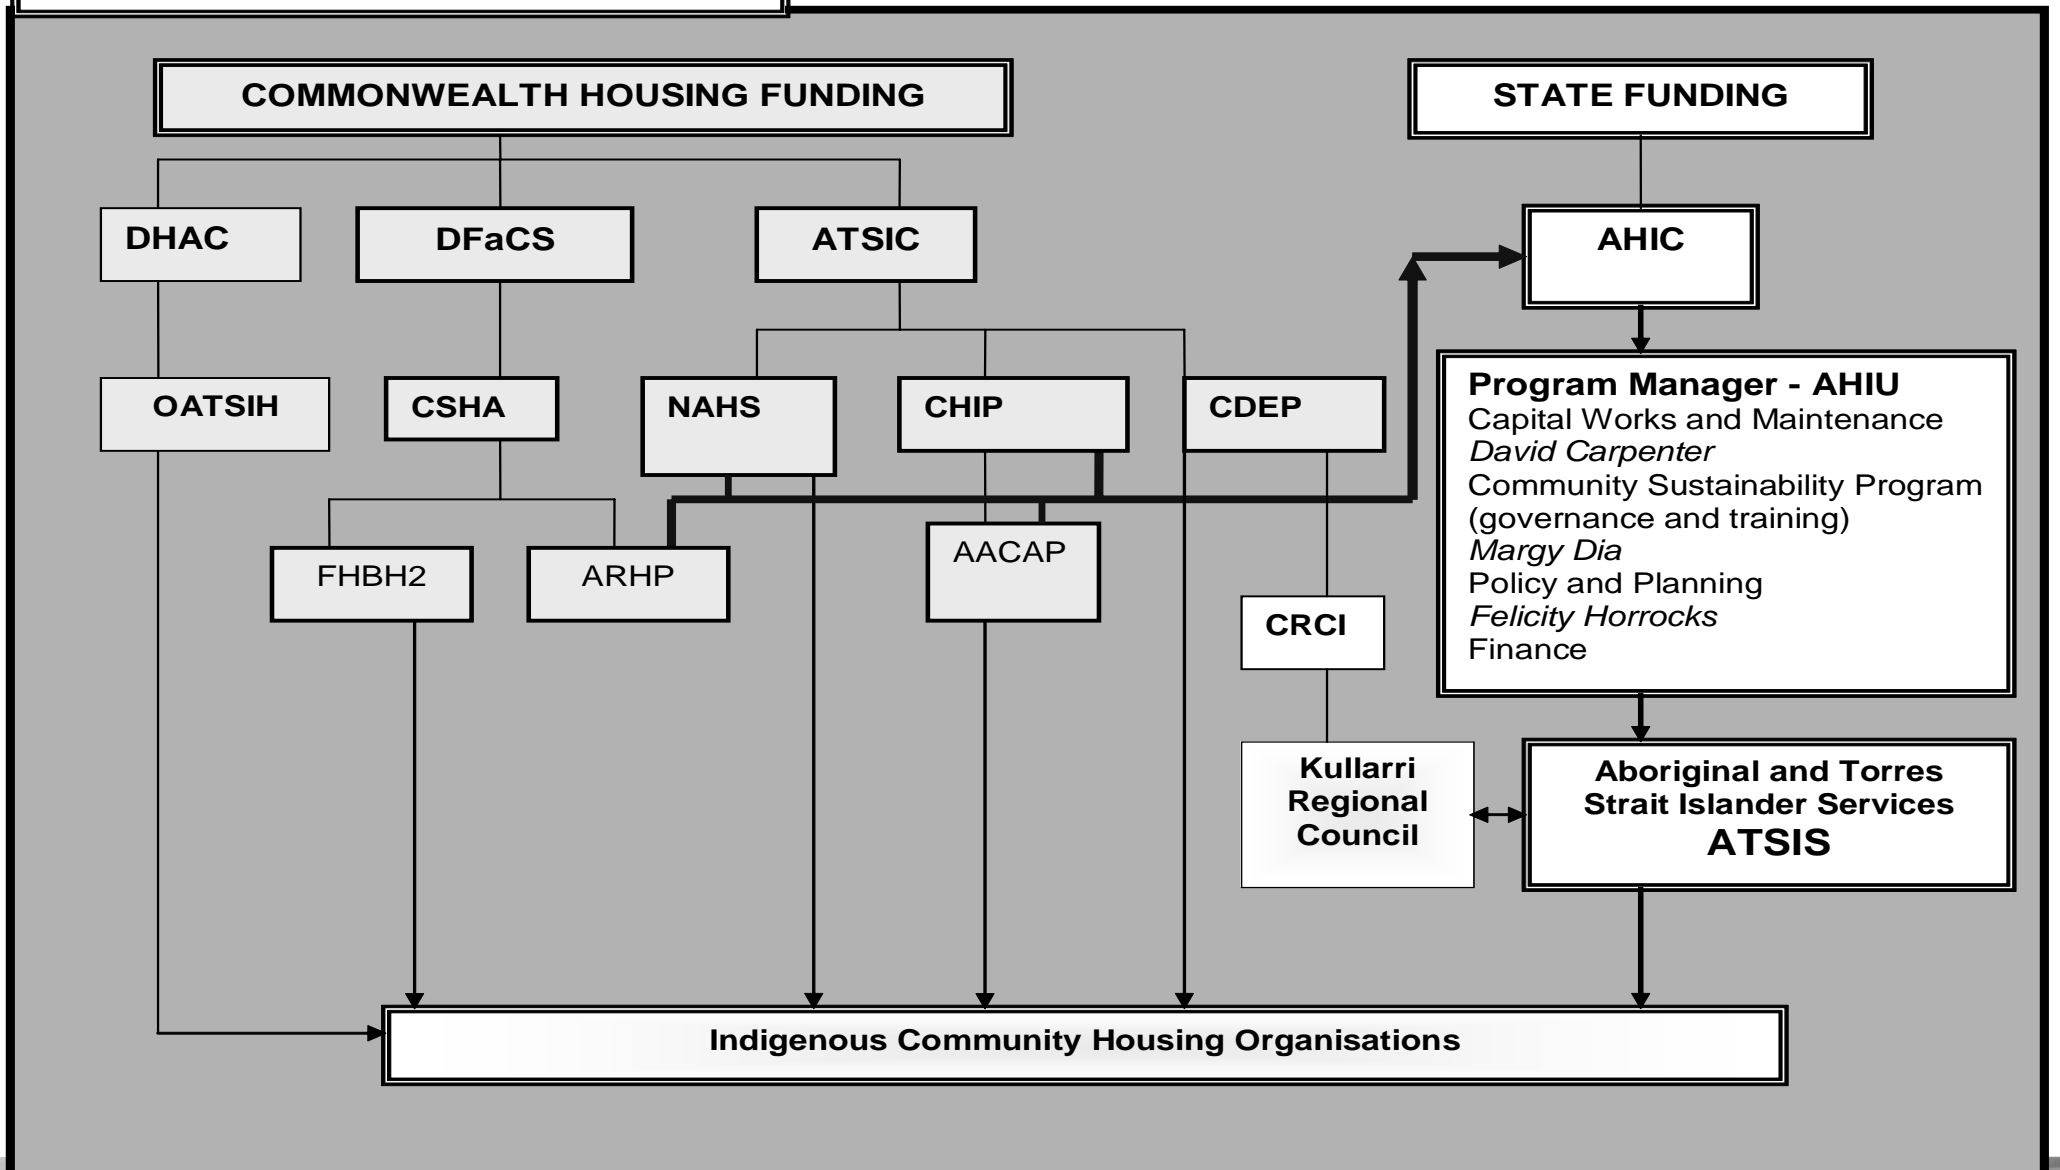 COMMONWEALTH HOUSING FUNDING
STATE FUNDING
DHAC
DFaCS
ATSIC
AHIC
OATSIH
CSHA
NAHS
CHIP
CDEP
Program Manager - AHIU
Capital Works and Maintenance
David Carpenter
Community Sustainability Program
(governance and training)
Margy Dia
Policy and Planning
Felicity Horrocks
Finance
FHBH2
ARHP
AACAP
CRCI
Kullarri
Regional
Council
Aboriginal and Torres
Strait Islander Services
ATSIS
Indigenous Community Housing Organisations